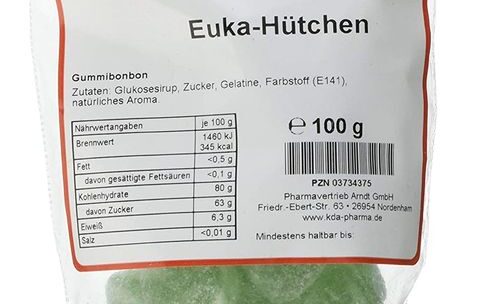 Euka-Hütchen
Gummibonbon
Zutaten: Glukosesirup, Zucker, Gelatine, Farbstoff (E141),
natürliches Aroma.
Nährwertangaben je 100 g
Brennwert 1460 kJ
345 kcal
Fett <0,5 g
davon gesättigte Fettsäuren <0,1 g
Kohlenhydrate 80 g
davon Zucker 63 g
Eiweiß 6,3 g
Salz <0,01 g
℮ 100 g
PZN 03734375
Pharmavertrieb Arndt GmbH
Friedr.-Ebert-Str. 63 • 26954 Nordenham
www.kda-pharma.de
Mindestens haltbar bis: